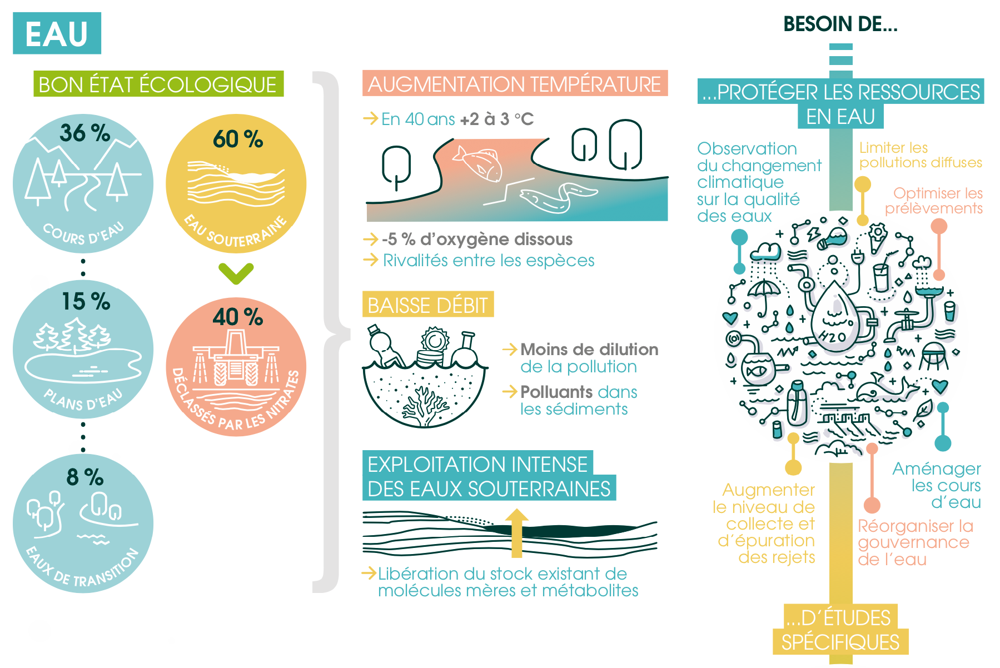 EAU
BON ÉTAT ÉCOLOGIQUE
36 %
COURS D'EAU
60 %
EAU SOUTERRAINE
15 %
PLANS D'EAU
40 %
DÉCLASSÉS PAR LES NITRATES
8 %
EAUX DE TRANSITION
AUGMENTATION TEMPÉRATURE
En 40 ans +2 à 3 °C
-5 % d'oxygène dissous
Rivalités entre les espèces
BAISSE DÉBIT
Moins de dilution
de la pollution
Polluants dans
les sédiments
EXPLOITATION INTENSE
DES EAUX SOUTERRAINES
Libération du stock existant de
molécules mères et métabolites
BESOIN DE...
...PROTÉGER LES RESSOURCES
EN EAU
Observation
du changement
climatique
sur la qualité
des eaux
Limiter les
pollutions diffuses
Optimiser les
prélèvements
H2O
Aménager
les cours
d'eau
Augmenter
le niveau de
collecte et
d'épuration
des rejets
Réorganiser la
gouvernance
de l'eau
...D'ÉTUDES
SPÉCIFIQUES